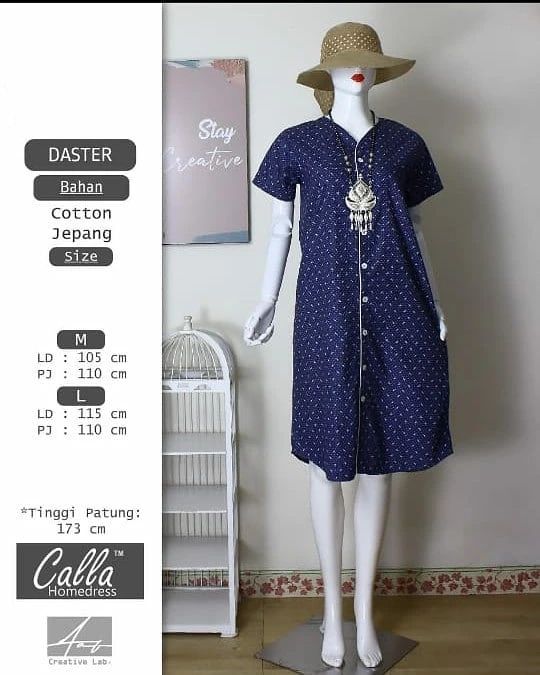 DASTER
Bahan
Cotton
Jepang
Size
M
LD : 105 cm
PJ : 110 cm
L
LD : 115 cm
PJ : 110 cm
*Tinggi Patung:
173 cm
Calla™
Homedress
Creative Lab.
Stay
Creative